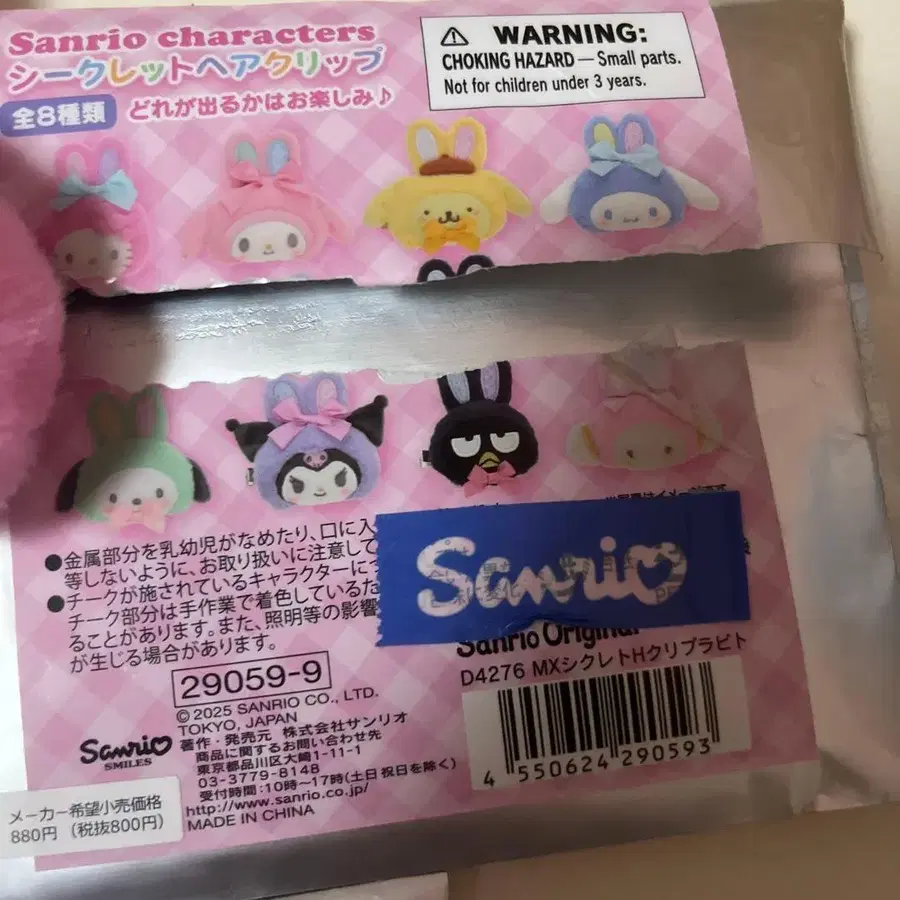 Sanrio characters
シークレットヘアクリップ
全8種類 どれが出るかはお楽しみ♪
⚠ WARNING:
CHOKING HAZARD — Small parts.
Not for children under 3 years.
●金属部分を乳幼児がなめたり、口に入
等しないように、お取り扱いに注意して
●チークが施されているキャラクターに
チーク部分は手作業で着色している
ることがあります。また、照明等の影響
が生じる場合があります。
Sanrio
Sanrio Original
D4276 MXシクレトHクリプラビト
29059-9
© 2025 SANRIO CO., LTD.
TOKYO, JAPAN
著作・発売元 株式会社サンリオ
商品に関するお問い合わせ先
東京都品川区大崎1-11-1
03-3779-8148
受付時間:10時〜17時(土日 祝日を除く)
http://www.sanrio.co.jp/
MADE IN CHINA
Sanrio
SMILES
4 550624 290593
メーカー希望小売価格
880円 (税抜800円)